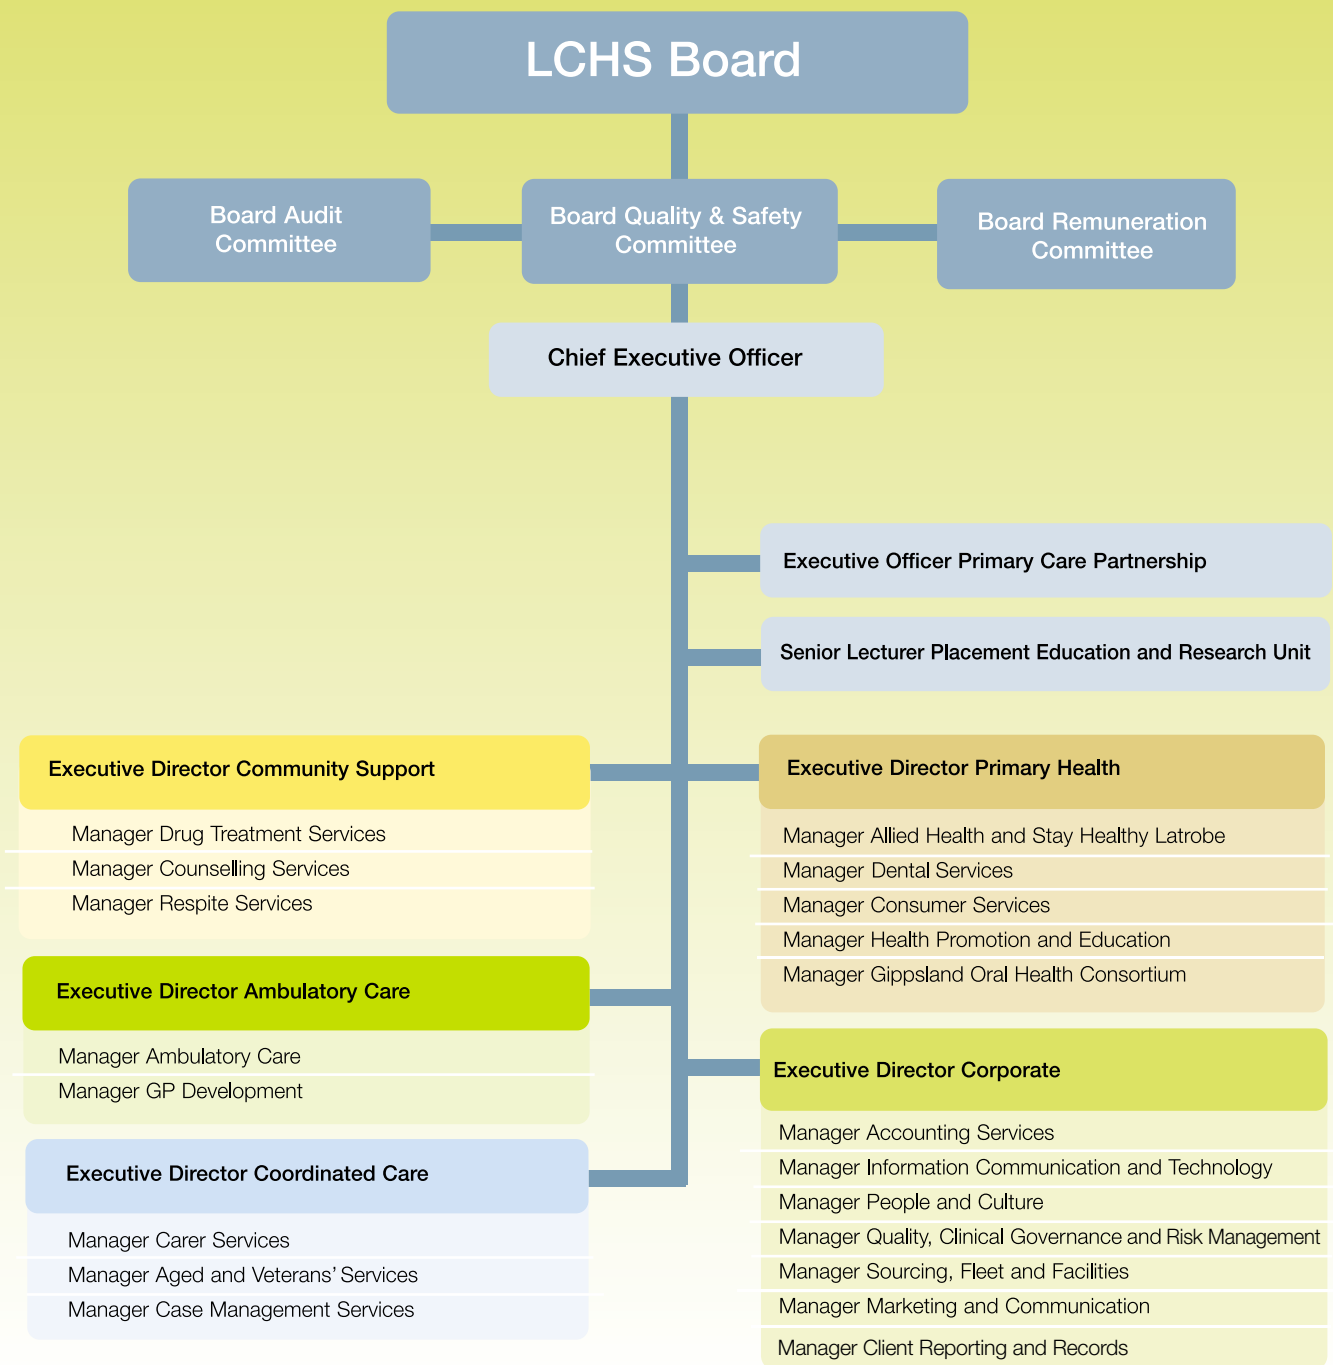 LCHS Board
Board Audit
Committee
Board Quality & Safety
Committee
Board Remuneration
Committee
Chief Executive Officer
Executive Officer Primary Care Partnership
Senior Lecturer Placement Education and Research Unit
Executive Director Community Support
Manager Drug Treatment Services
Manager Counselling Services
Manager Respite Services
Executive Director Ambulatory Care
Manager Ambulatory Care
Manager GP Development
Executive Director Coordinated Care
Manager Carer Services
Manager Aged and Veterans' Services
Manager Case Management Services
Executive Director Primary Health
Manager Allied Health and Stay Healthy Latrobe
Manager Dental Services
Manager Consumer Services
Manager Health Promotion and Education
Manager Gippsland Oral Health Consortium
Executive Director Corporate
Manager Accounting Services
Manager Information Communication and Technology
Manager People and Culture
Manager Quality, Clinical Governance and Risk Management
Manager Sourcing, Fleet and Facilities
Manager Marketing and Communication
Manager Client Reporting and Records